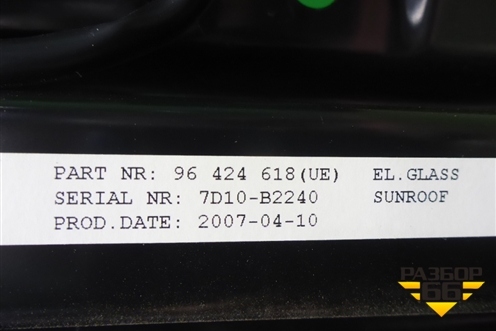 PART NR: 96 424 618(UE) EL.GLASS
SERIAL NR: 7D10-B2240 SUNROOF
PROD.DATE: 2007-04-10
РАЗБОР
66